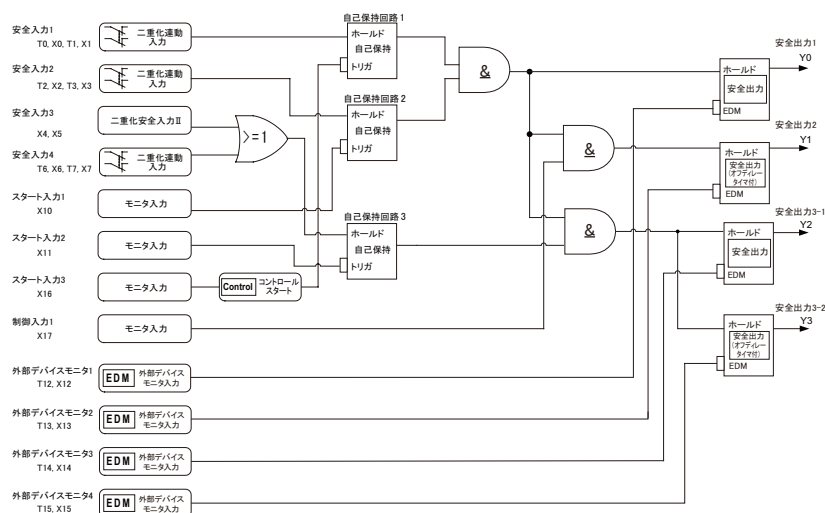 安全入力1
T0, X0, T1, X1
二重化連動
入力
安全入力2
T2, X2, T3, X3
二重化連動
入力
安全入力3
X4, X5
二重化安全入力Ⅱ
安全入力4
T6, X6, T7, X7
二重化連動
入力
スタート入力1
X10
モニタ入力
スタート入力2
X11
モニタ入力
スタート入力3
X16
モニタ入力
Control
コントロール
スタート
制御入力1
X17
モニタ入力
外部デバイスモニタ1
T12, X12
EDM
外部デバイス
モニタ入力
外部デバイスモニタ2
T13, X13
EDM
外部デバイス
モニタ入力
外部デバイスモニタ3
T14, X14
EDM
外部デバイス
モニタ入力
外部デバイスモニタ4
T15, X15
EDM
外部デバイス
モニタ入力
>=1
自己保持回路1
ホールド
自己保持
トリガ
自己保持回路2
ホールド
自己保持
トリガ
自己保持回路3
ホールド
自己保持
トリガ
&
&
&
安全出力1
Y0
ホールド
安全出力
EDM
安全出力2
Y1
ホールド
安全出力
(オフディレー
タイマ付)
EDM
安全出力3-1
Y2
ホールド
安全出力
EDM
安全出力3-2
Y3
ホールド
安全出力
(オフディレー
タイマ付)
EDM